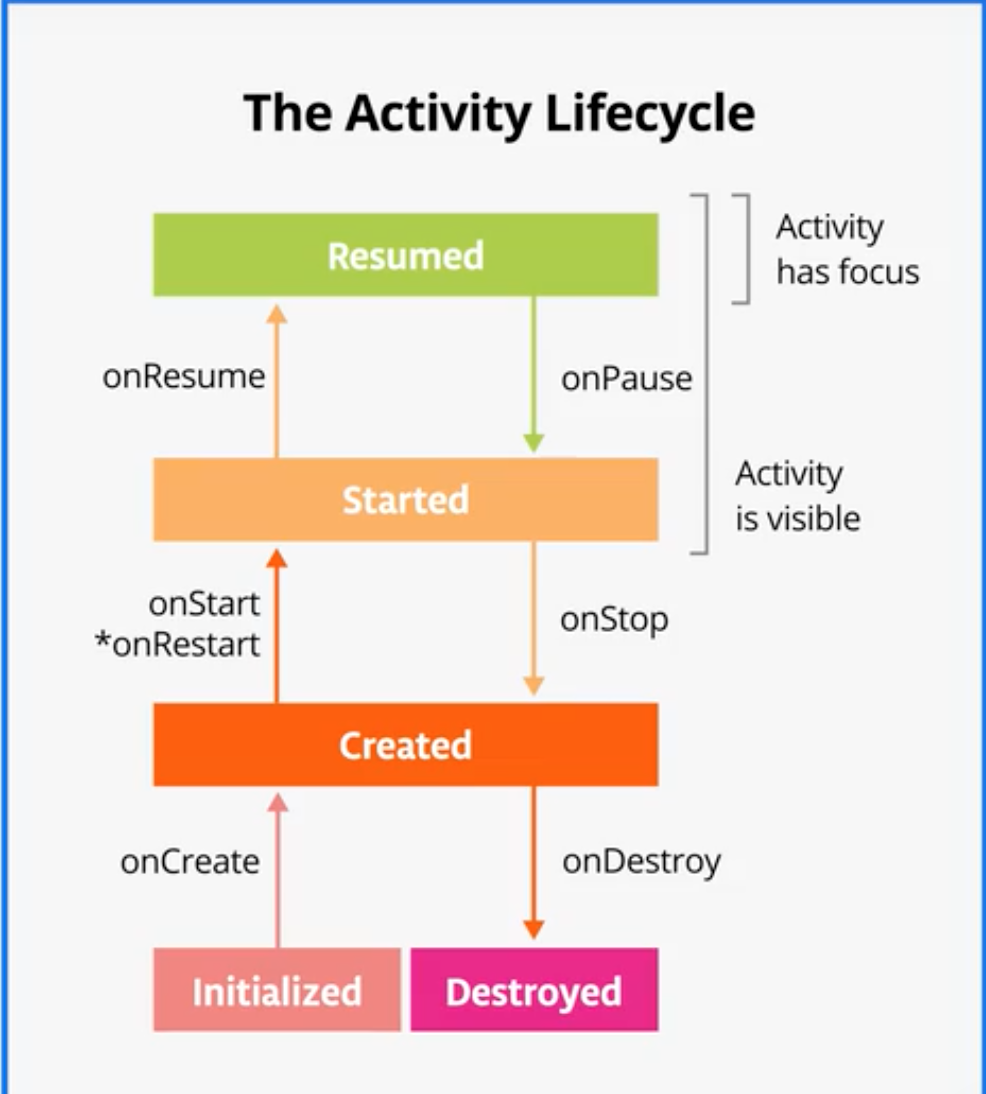 The Activity Lifecycle
Resumed
Activity
has focus
onResume
onPause
Started
Activity
is visible
onStart
*onRestart
onStop
Created
onCreate
onDestroy
Initialized
Destroyed